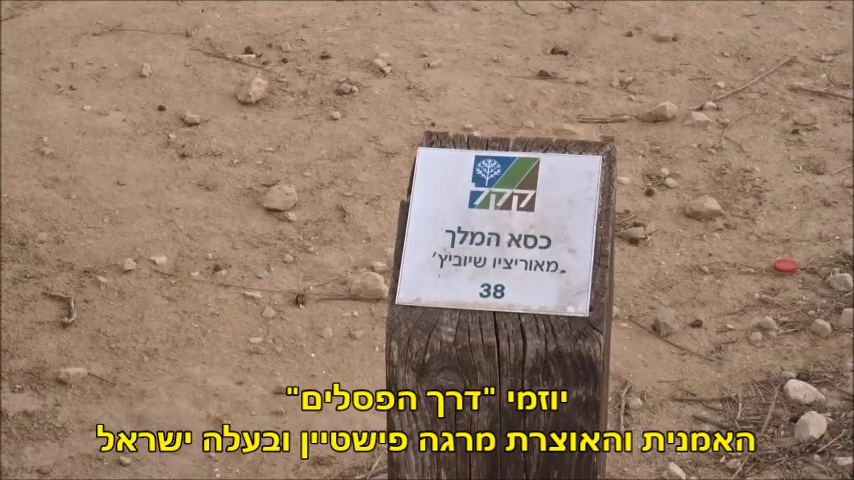 קקל
כסא המלך
מאוריציו שיוביץ'
38
יוזמי "דרך הפסלים"
האמנית והאוצרת מרגה פישטיין ובעלה ישראל